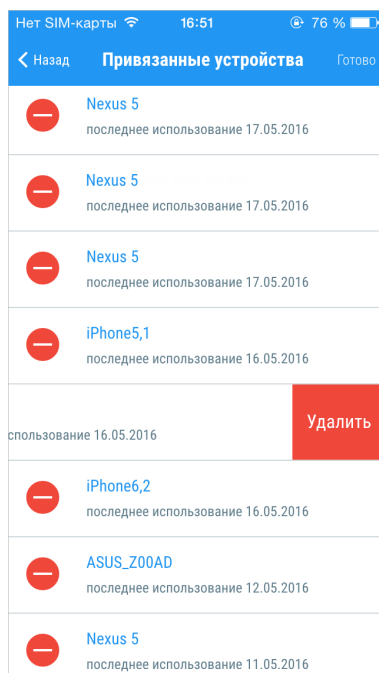 Нет SIM-карты 16:51 76 %
Назад Привязанные устройства Готово
Nexus 5
последнее использование 17.05.2016
Nexus 5
последнее использование 17.05.2016
Nexus 5
последнее использование 17.05.2016
iPhone5,1
последнее использование 16.05.2016
Удалить
спользование 16.05.2016
iPhone6,2
последнее использование 16.05.2016
ASUS_Z00AD
последнее использование 12.05.2016
Nexus 5
последнее использование 11.05.2016